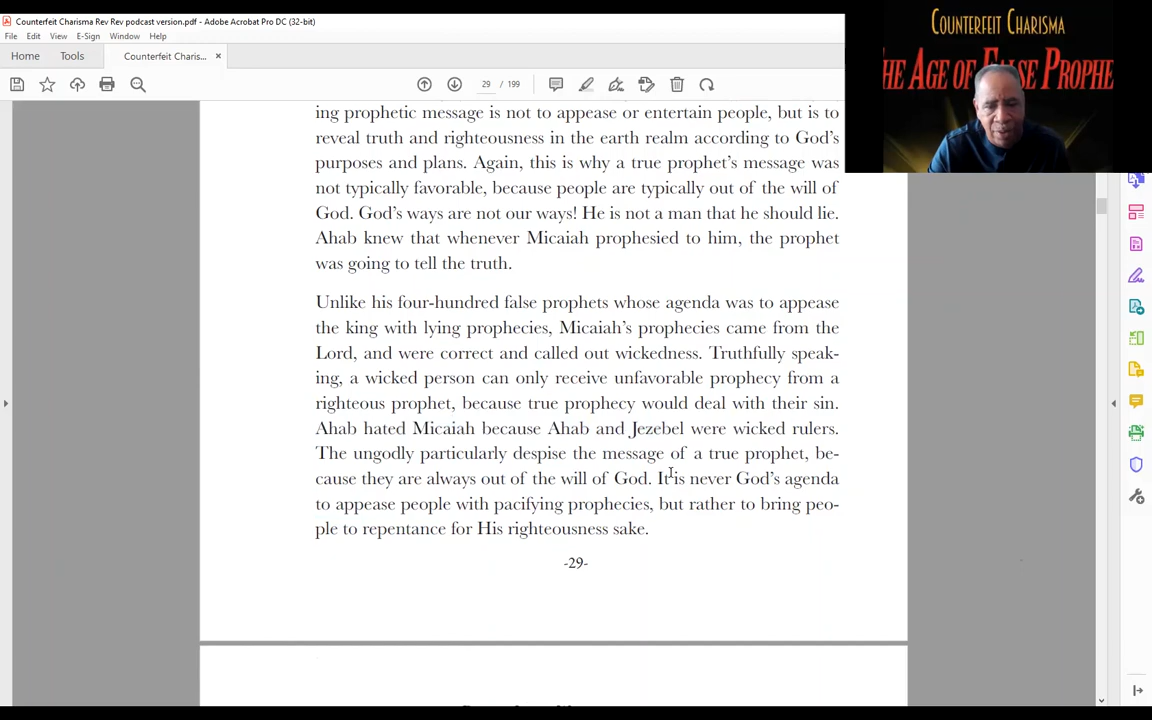 Counterfeit Charisma Rev Rev podcast version.pdf - Adobe Acrobat Pro DC (32-bit)
File Edit View E-Sign Window Help
Home Tools Counterfeit Charis... ×
29 / 199
COUNTERFEIT CHARISMA
HE AGE OF FALSE PROPHE
ing prophetic message is not to appease or entertain people, but is to
reveal truth and righteousness in the earth realm according to God's
purposes and plans. Again, this is why a true prophet's message was
not typically favorable, because people are typically out of the will of
God. God's ways are not our ways! He is not a man that he should lie.
Ahab knew that whenever Micaiah prophesied to him, the prophet
was going to tell the truth.
Unlike his four-hundred false prophets whose agenda was to appease
the king with lying prophecies, Micaiah's prophecies came from the
Lord, and were correct and called out wickedness. Truthfully speak-
ing, a wicked person can only receive unfavorable prophecy from a
righteous prophet, because true prophecy would deal with their sin.
Ahab hated Micaiah because Ahab and Jezebel were wicked rulers.
The ungodly particularly despise the message of a true prophet, be-
cause they are always out of the will of God. It is never God's agenda
to appease people with pacifying prophecies, but rather to bring peo-
ple to repentance for His righteousness sake.
-29-